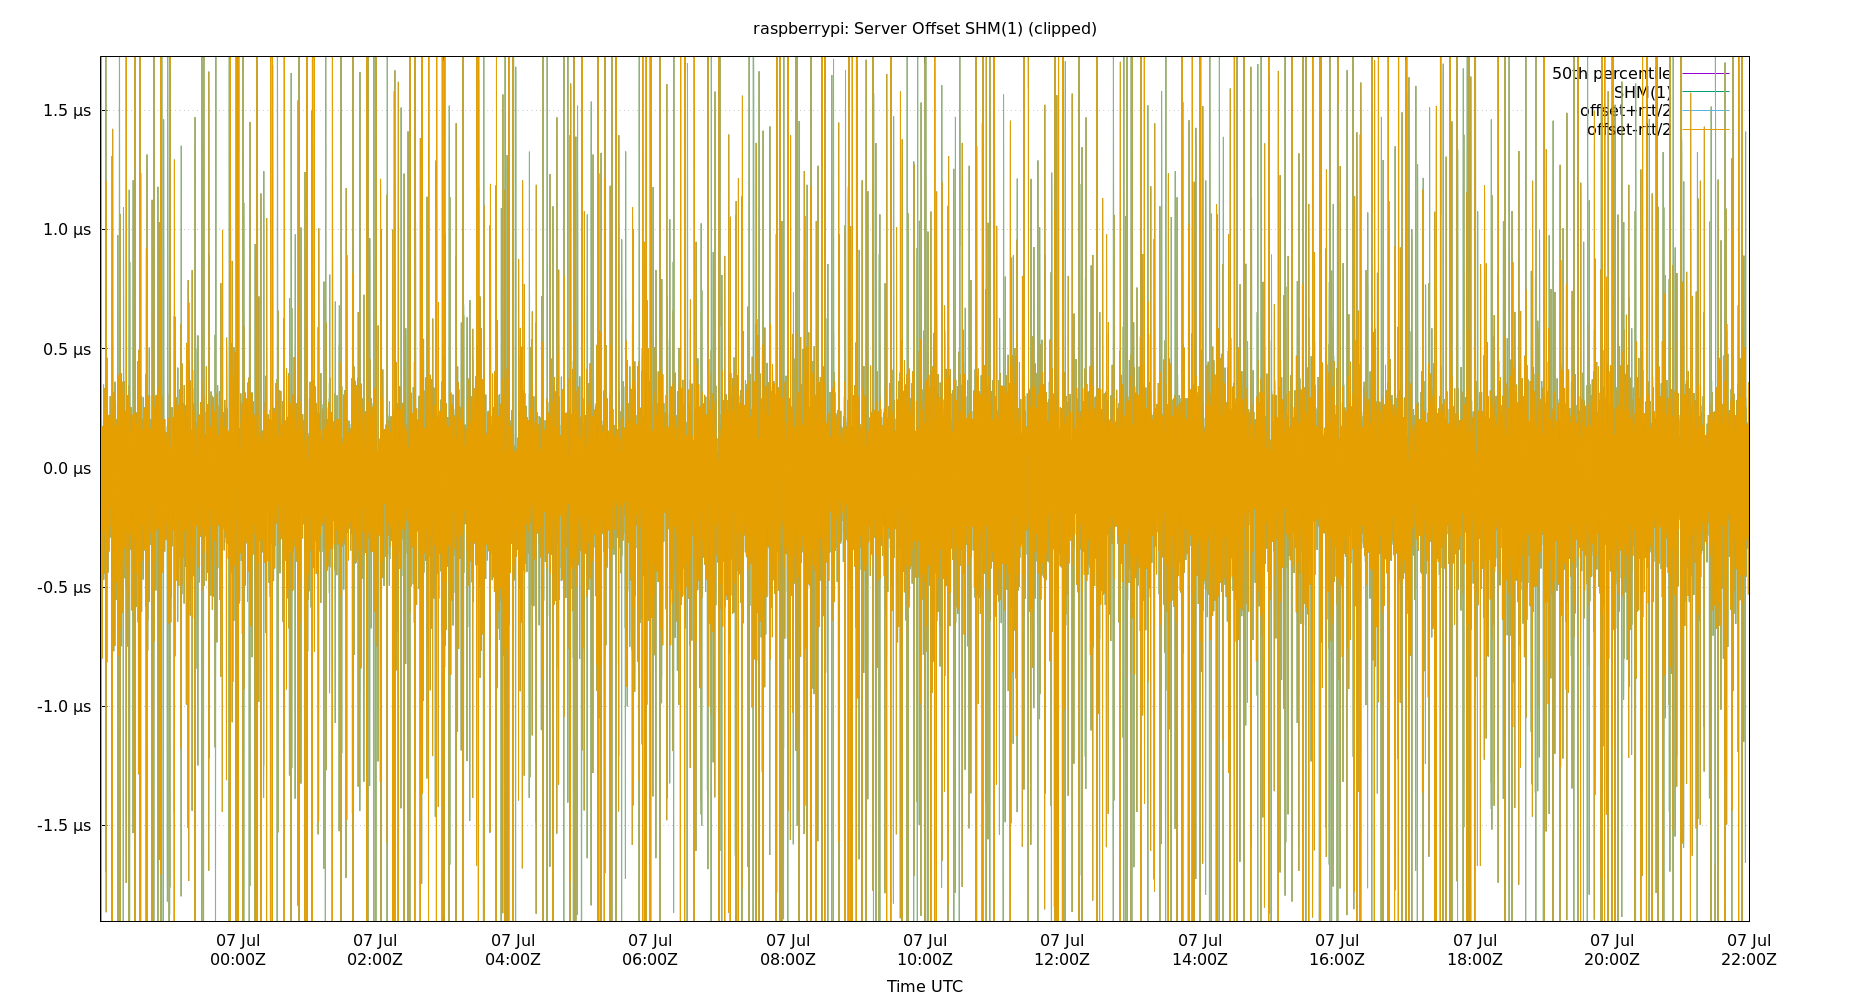 raspberrypi: Server Offset SHM(1) (clipped)
50th percentile
SHM(1)
offset+rtt/2
offset-rtt/2
1.5 µs
1.0 µs
0.5 µs
0.0 µs
-0.5 µs
-1.0 µs
-1.5 µs
07 Jul 07 Jul 07 Jul 07 Jul 07 Jul 07 Jul 07 Jul 07 Jul 07 Jul 07 Jul 07 Jul 07 Jul
00:00Z 02:00Z 04:00Z 06:00Z 08:00Z 10:00Z 12:00Z 14:00Z 16:00Z 18:00Z 20:00Z 22:00Z
Time UTC